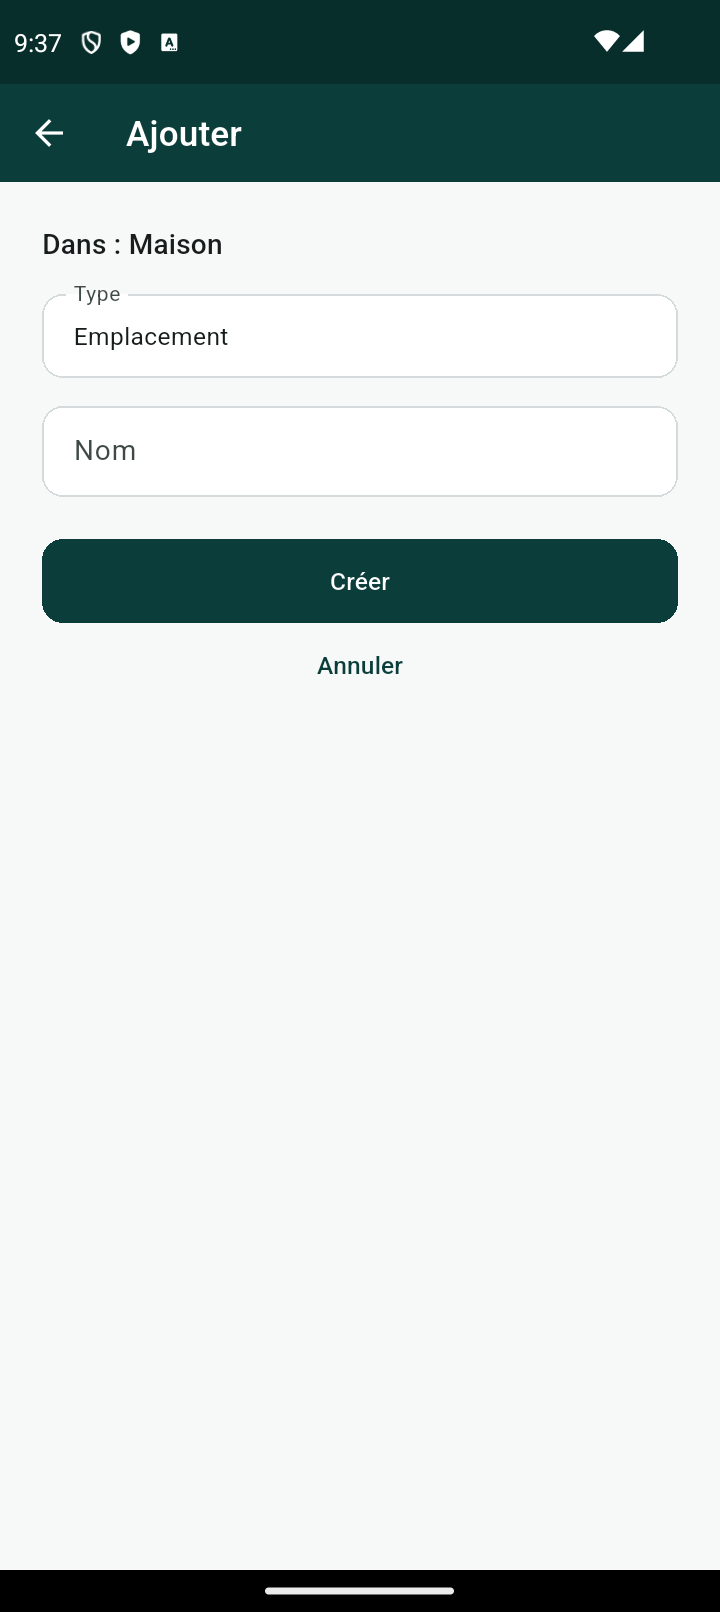 9:37
Ajouter
Dans : Maison
Type
Emplacement
Nom
Créer
Annuler